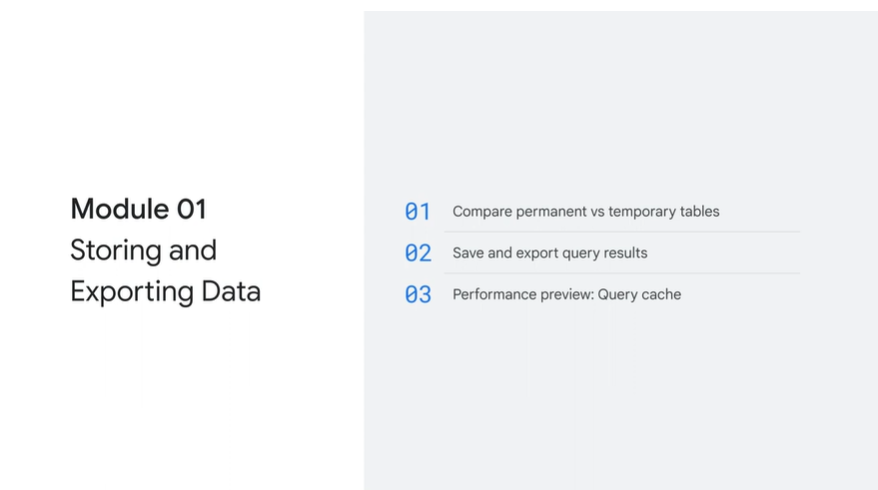 Module 01
Storing and
Exporting Data
01 Compare permanent vs temporary tables
02 Save and export query results
03 Performance preview: Query cache